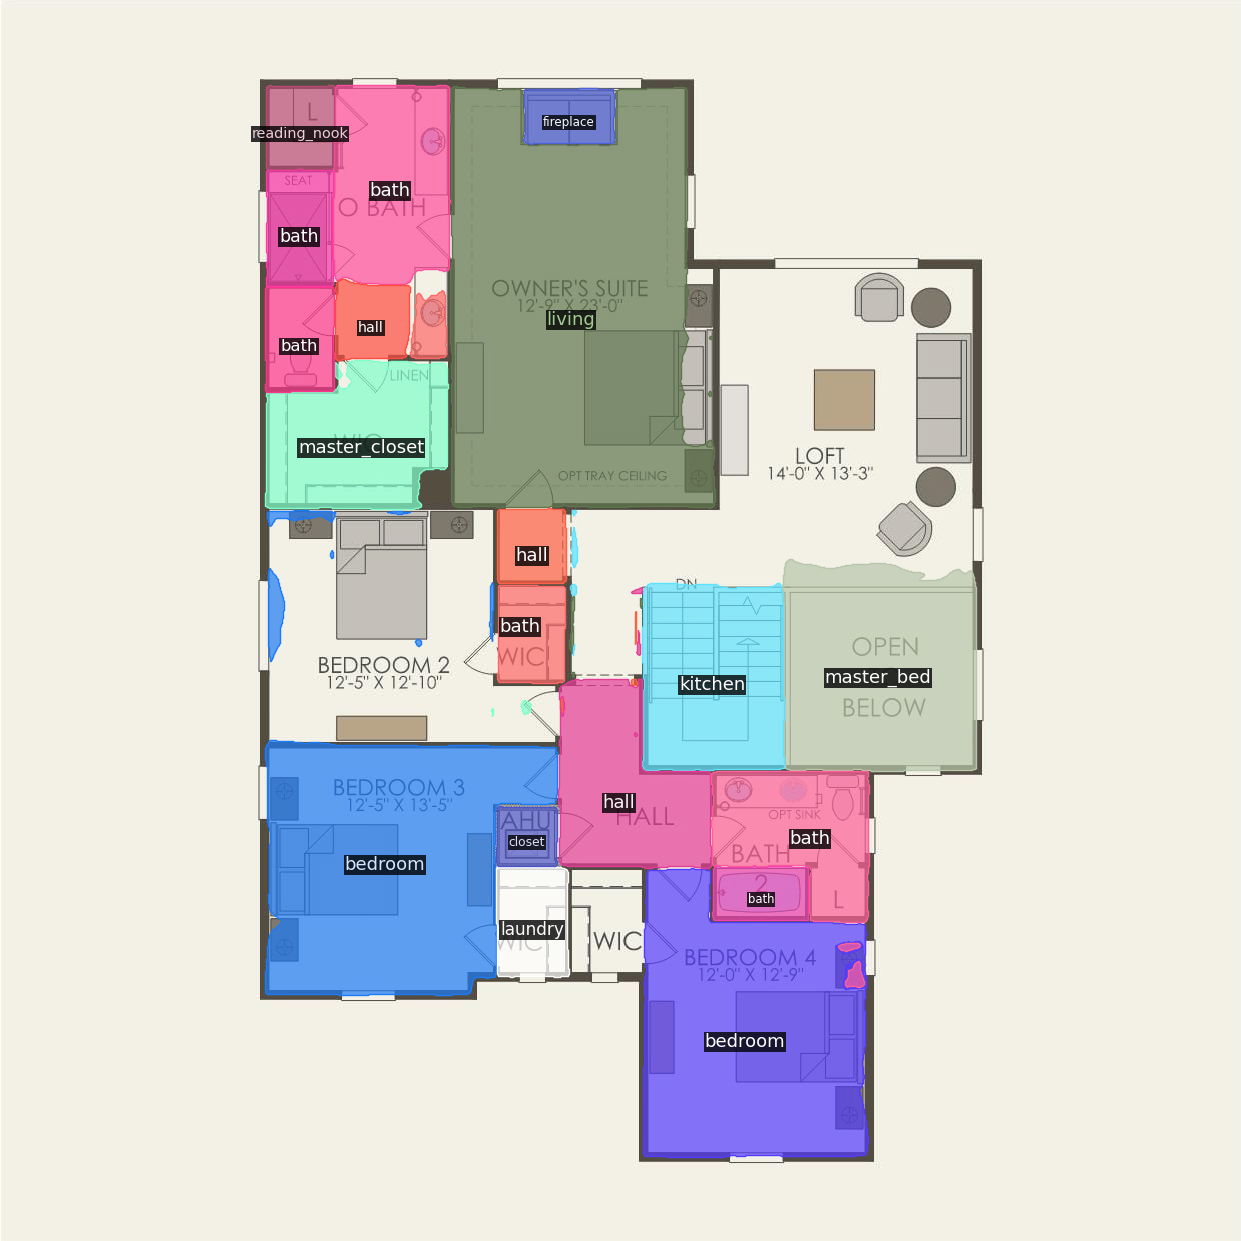 L
reading_nook
fireplace
SEAT
bath
O BATH
bath
OWNER'S SUITE
12'-9" X 23'-0"
living
hall
bath
LINEN
WIC
master_closet
OPT TRAY CEILING
LOFT
14'-0" X 13'-3"
hall
DN
bath
WIC
BEDROOM 2
12'-5" X 12'-10"
kitchen
OPEN
master_bed
BELOW
BEDROOM 3
12'-5" X 13'-5"
hall
HALL
AHU
closet
OPT SINK
bath
BATH
2
bath
L
bedroom
laundry
WIC
WIC
BEDROOM 4
12'-0" X 12'-9"
bedroom